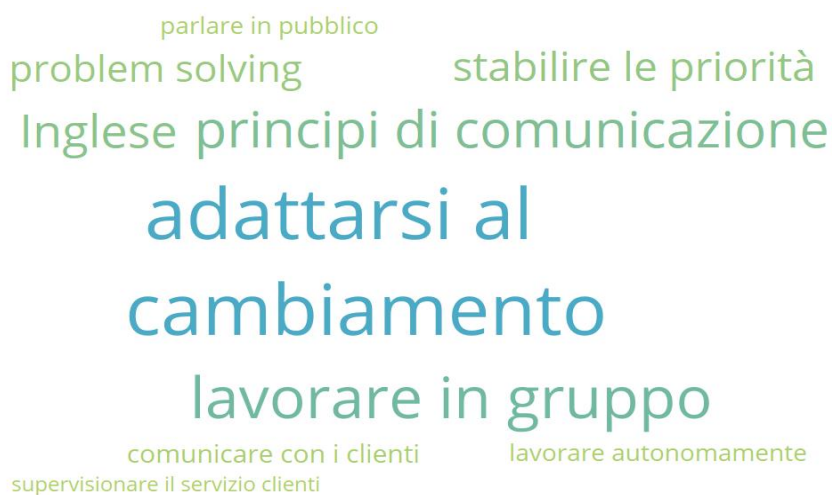 parlare in pubblico
problem solving
stabilire le priorità
Inglese principi di comunicazione
adattarsi al
cambiamento
lavorare in gruppo
comunicare con i clienti
lavorare autonomamente
supervisionare il servizio clienti